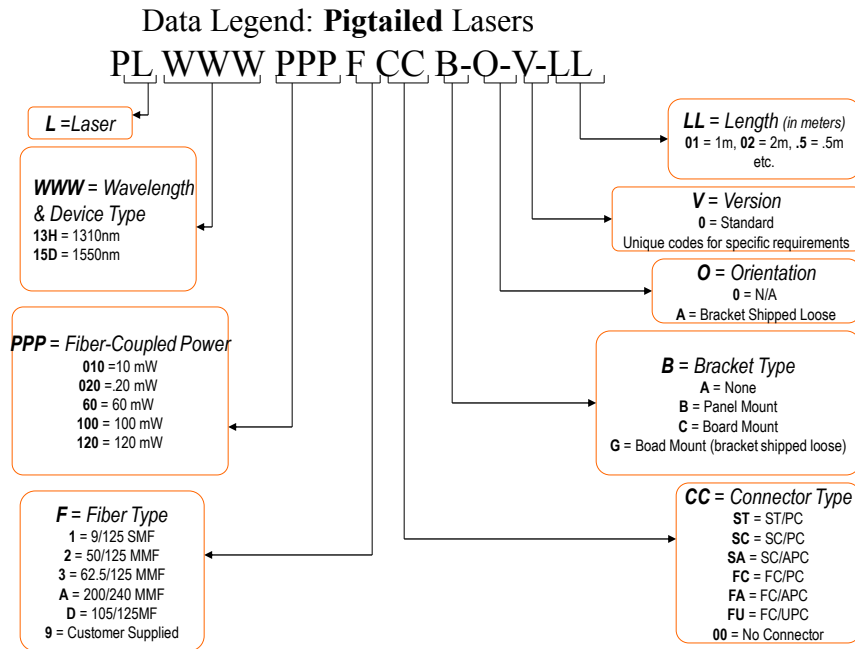 Data Legend: Pigtailed Lasers
PL WWW PPP F CC B-O-V-LL
L =Laser
WWW = Wavelength
& Device Type
13H = 1310nm
15D = 1550nm
PPP = Fiber-Coupled Power
010 =10 mW
020 =.20 mW
60 = 60 mW
100 = 100 mW
120 = 120 mW
F = Fiber Type
1 = 9/125 SMF
2 = 50/125 MMF
3 = 62.5/125 MMF
A = 200/240 MMF
D = 105/125MF
9 = Customer Supplied
LL = Length (in meters)
01 = 1m, 02 = 2m, .5 = .5m
etc.
V = Version
0 = Standard
Unique codes for specific requirements
O = Orientation
0 = N/A
A = Bracket Shipped Loose
B = Bracket Type
A = None
B = Panel Mount
C = Board Mount
G = Boad Mount (bracket shipped loose)
CC = Connector Type
ST = ST/PC
SC = SC/PC
SA = SC/APC
FC = FC/PC
FA = FC/APC
FU = FC/UPC
00 = No Connector